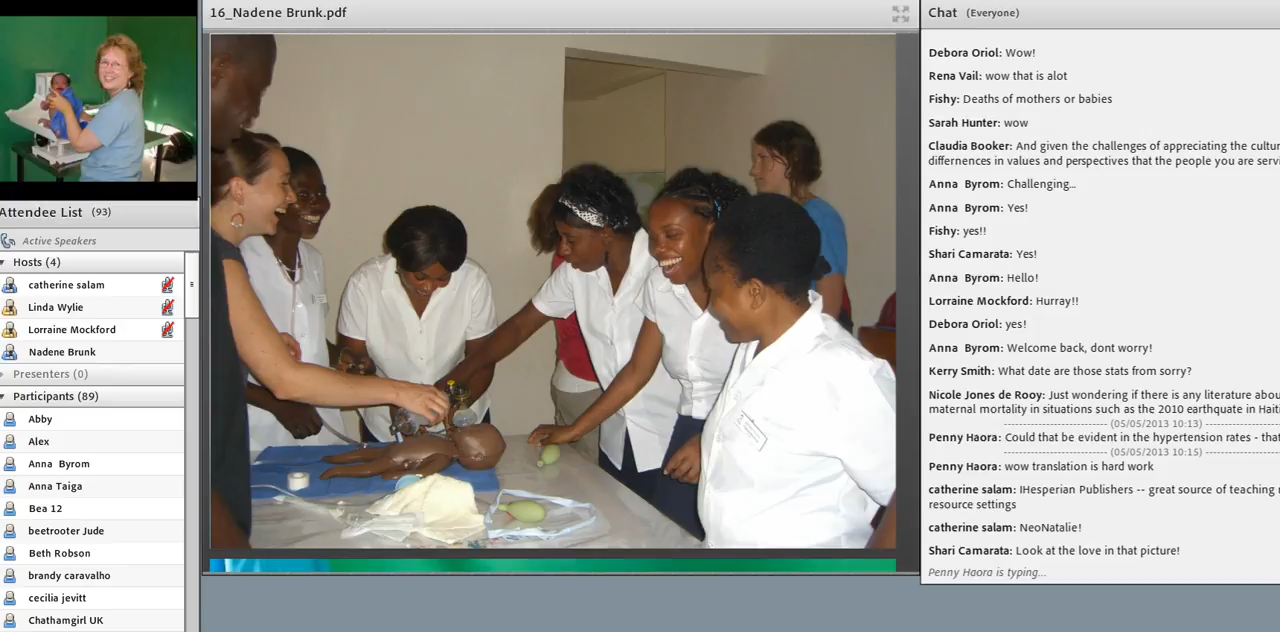 Attendee List (93)
Active Speakers
Hosts (4)
catherine salam
Linda Wylie
Lorraine Mockford
Nadene Brunk
Presenters (0)
Participants (89)
Abby
Alex
Anna Byrom
Anna Taiga
Bea 12
beetrooter Jude
Beth Robson
brandy caravalho
cecilia jevitt
Chathamgirl UK
16_Nadene Brunk.pdf
Chat (Everyone)
Debora Oriol: Wow!
Rena Vail: wow that is alot
Fishy: Deaths of mothers or babies
Sarah Hunter: wow
Claudia Booker: And given the challenges of appreciating the cultur
differnences in values and perspectives that the people you are servi
Anna Byrom: Challenging...
Anna Byrom: Yes!
Fishy: yes!!
Shari Camarata: Yes!
Anna Byrom: Hello!
Lorraine Mockford: Hurray!!
Debora Oriol: yes!
Anna Byrom: Welcome back, dont worry!
Kerry Smith: What date are those stats from sorry?
Nicole Jones de Rooy: Just wondering if there is any literature abou
maternal mortality in situations such as the 2010 earthquake in Haiti
(05/05/2013 10:13)
Penny Haora: Could that be evident in the hypertension rates - that
(05/05/2013 10:15)
Penny Haora: wow translation is hard work
catherine salam: IHesperian Publishers -- great source of teaching
resource settings
catherine salam: NeoNatalie!
Shari Camarata: Look at the love in that picture!
Penny Haora is typing...